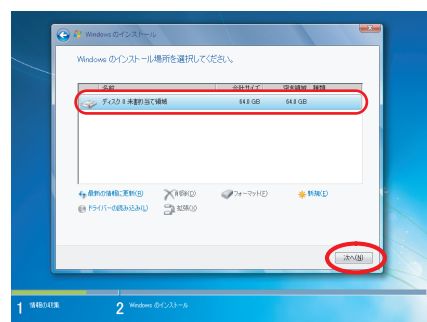 Windows のインストール
Windows のインストール場所を選択してください。
名前 合計サイズ 空き領域 種類
ディスク 0 未割り当て領域 64.0 GB 64.0 GB
最新の情報に更新(R) 削除(D) フォーマット(F) 新規(E)
ドライバーの読み込み(L) 拡張(X)
次へ(N)
1 情報の収集 2 Windows のインストール